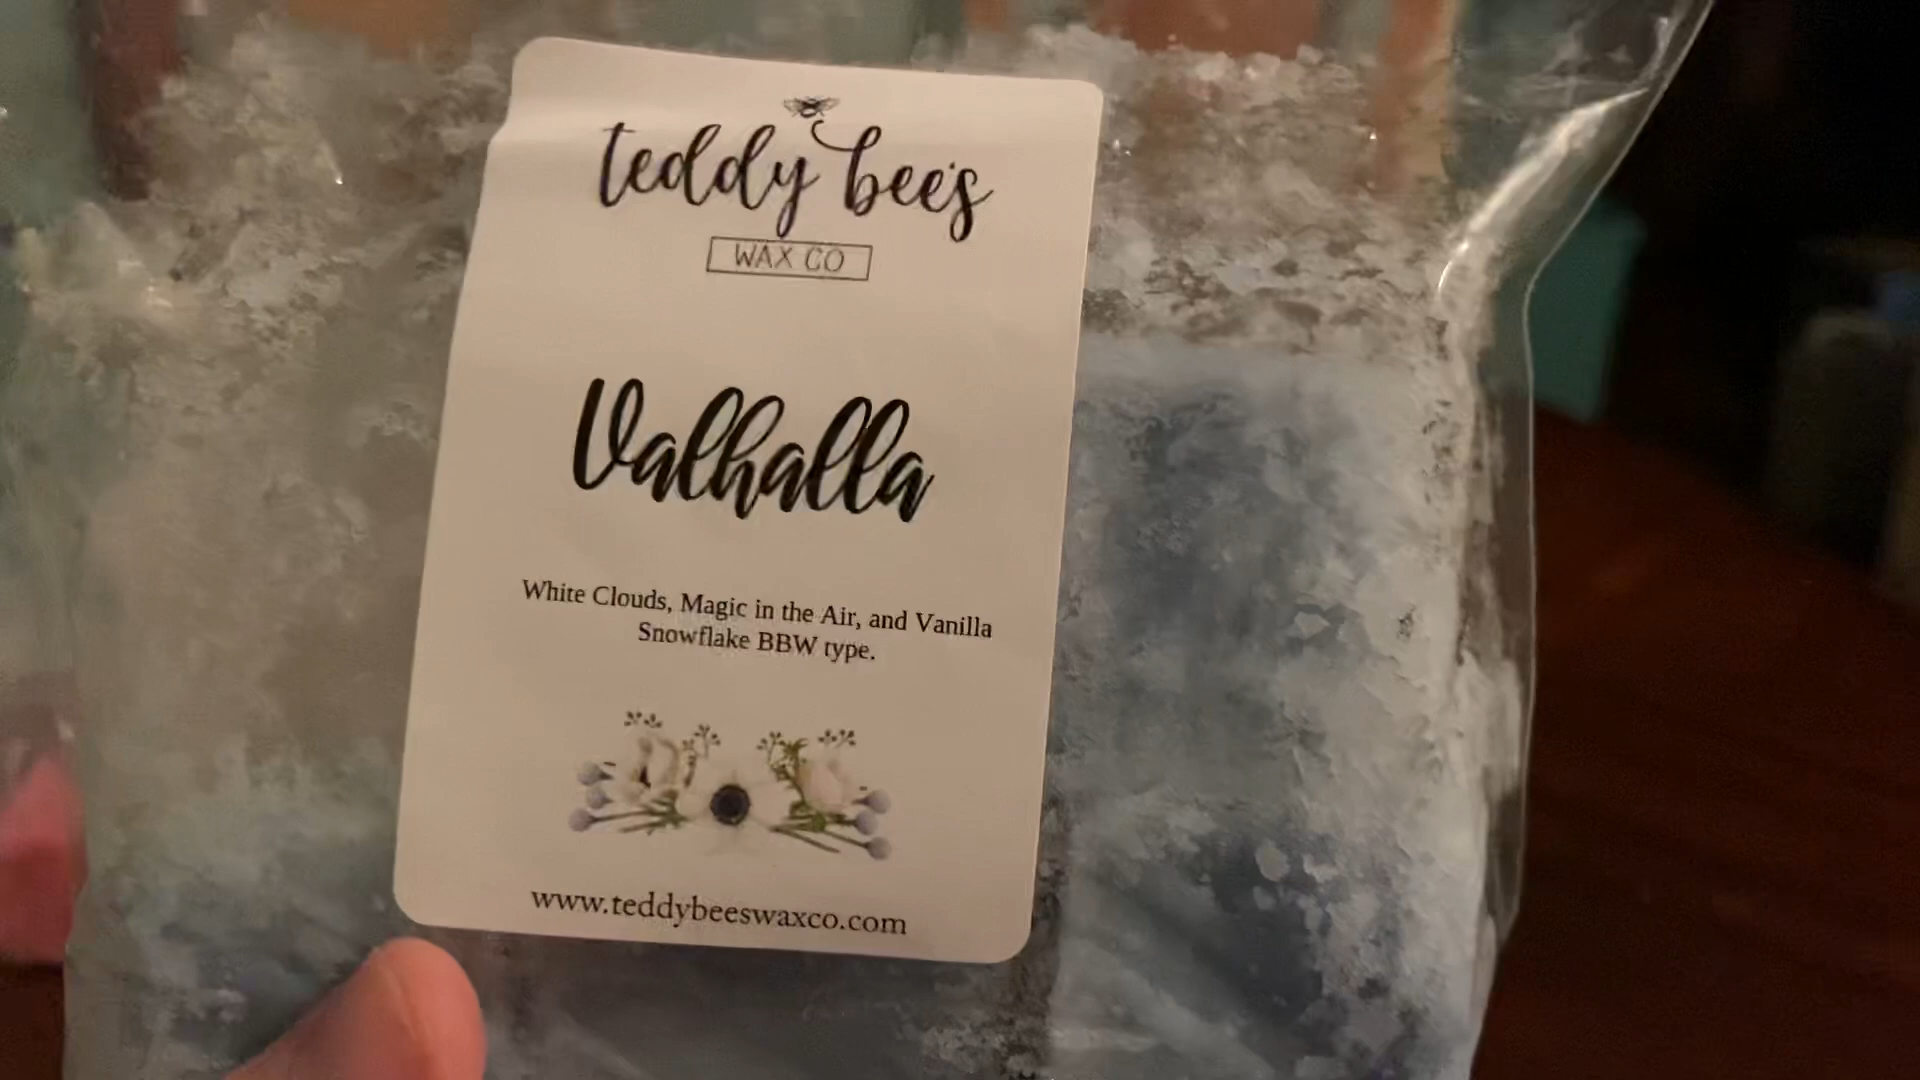 teddy bee's
WAX CO
Valhalla
White Clouds, Magic in the Air, and Vanilla
Snowflake BBW type.
www.teddybeeswaxco.com